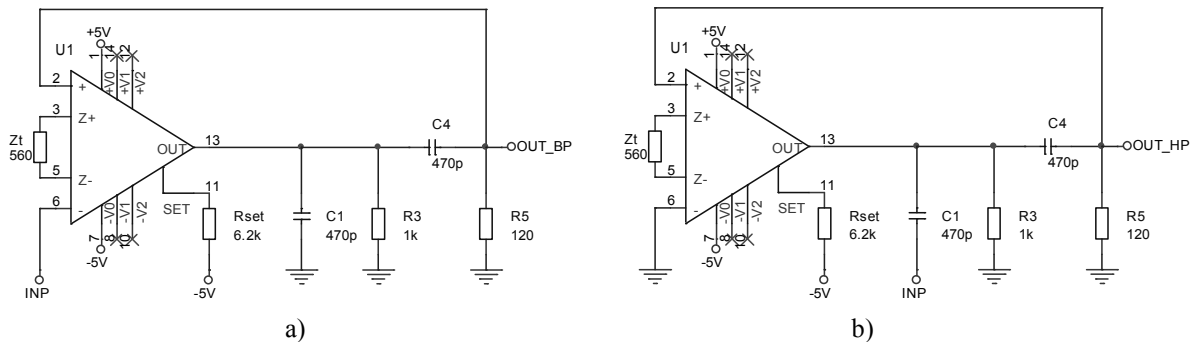 +5V
U1
1
14
12
+V0
+V1
+V2
2
+
3
Z+
Zt
560
5
Z-
6
-
OUT
13
C4
470p
OUT_BP
11
SET
-V0
-V1
-V2
7
8
10
-5V
Rset
6.2k
C1
470p
R3
1k
R5
120
INP
-5V
a)
+5V
U1
1
14
12
+V0
+V1
+V2
2
+
3
Z+
Zt
560
5
Z-
6
-
OUT
13
C4
470p
OUT_HP
11
SET
-V0
-V1
-V2
7
8
10
-5V
Rset
6.2k
C1
470p
R3
1k
R5
120
-5V
INP
b)